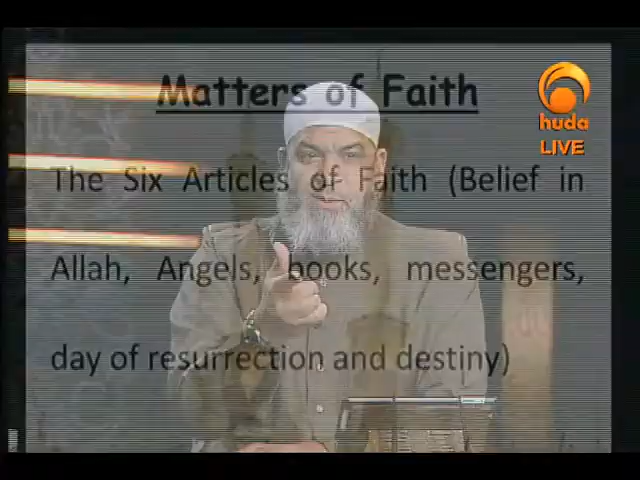 Matters of Faith
huda
LIVE
The Six Articles of Faith (Belief in
Allah, Angels, books, messengers,
day of resurrection and destiny)